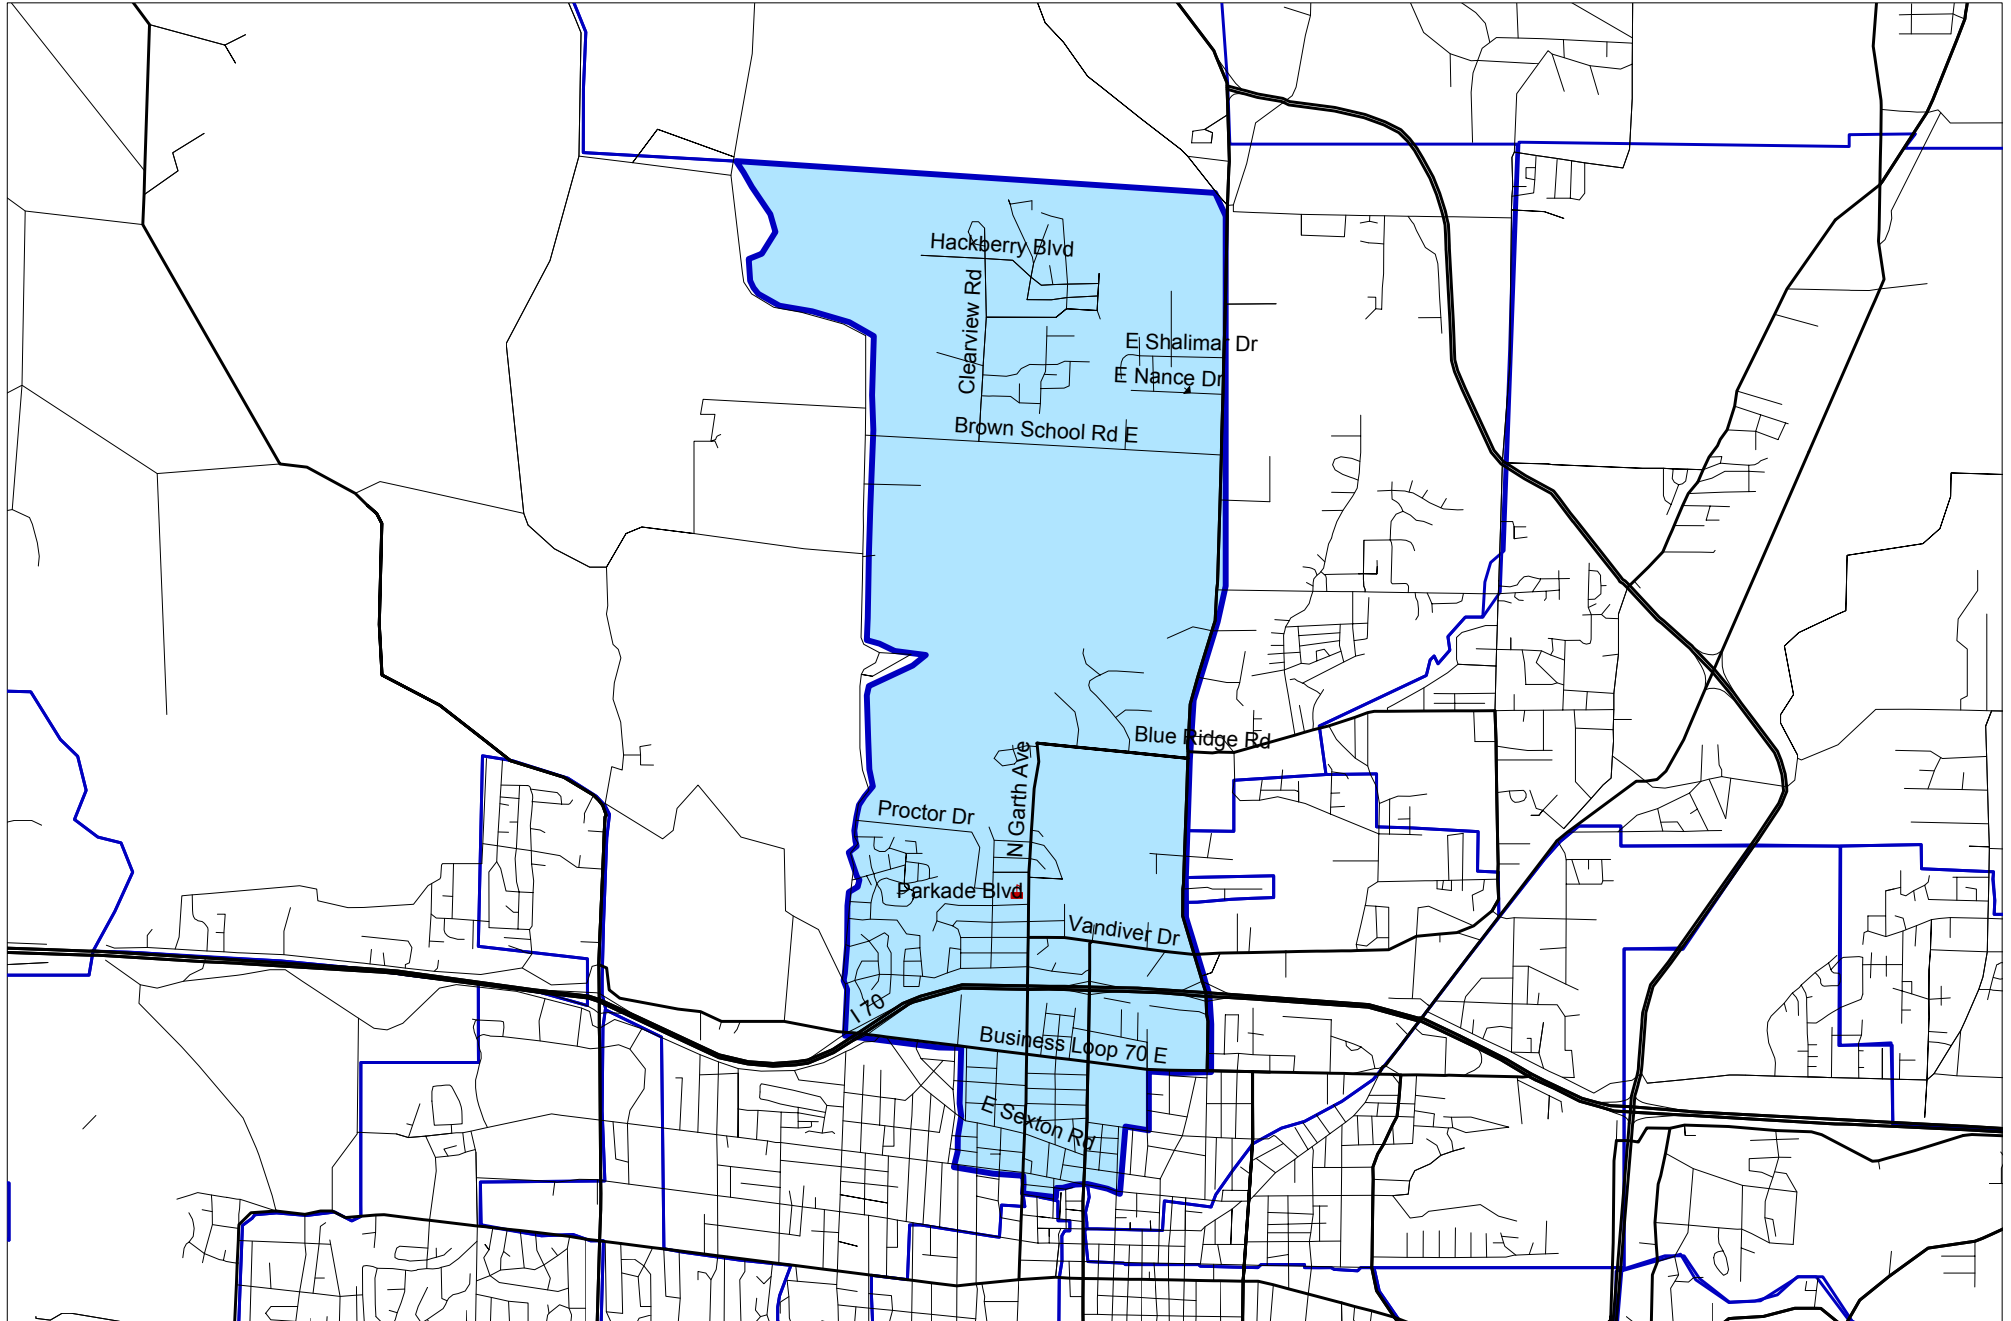 Hackberry Blvd
Clearview Rd
E Shalimar Dr
E Nance Dr
Brown School Rd E
Blue Ridge Rd
N Garth Ave
Proctor Dr
Parkade Blvd
Vandiver Dr
I 70
Business Loop 70 E
E Sexton Rd